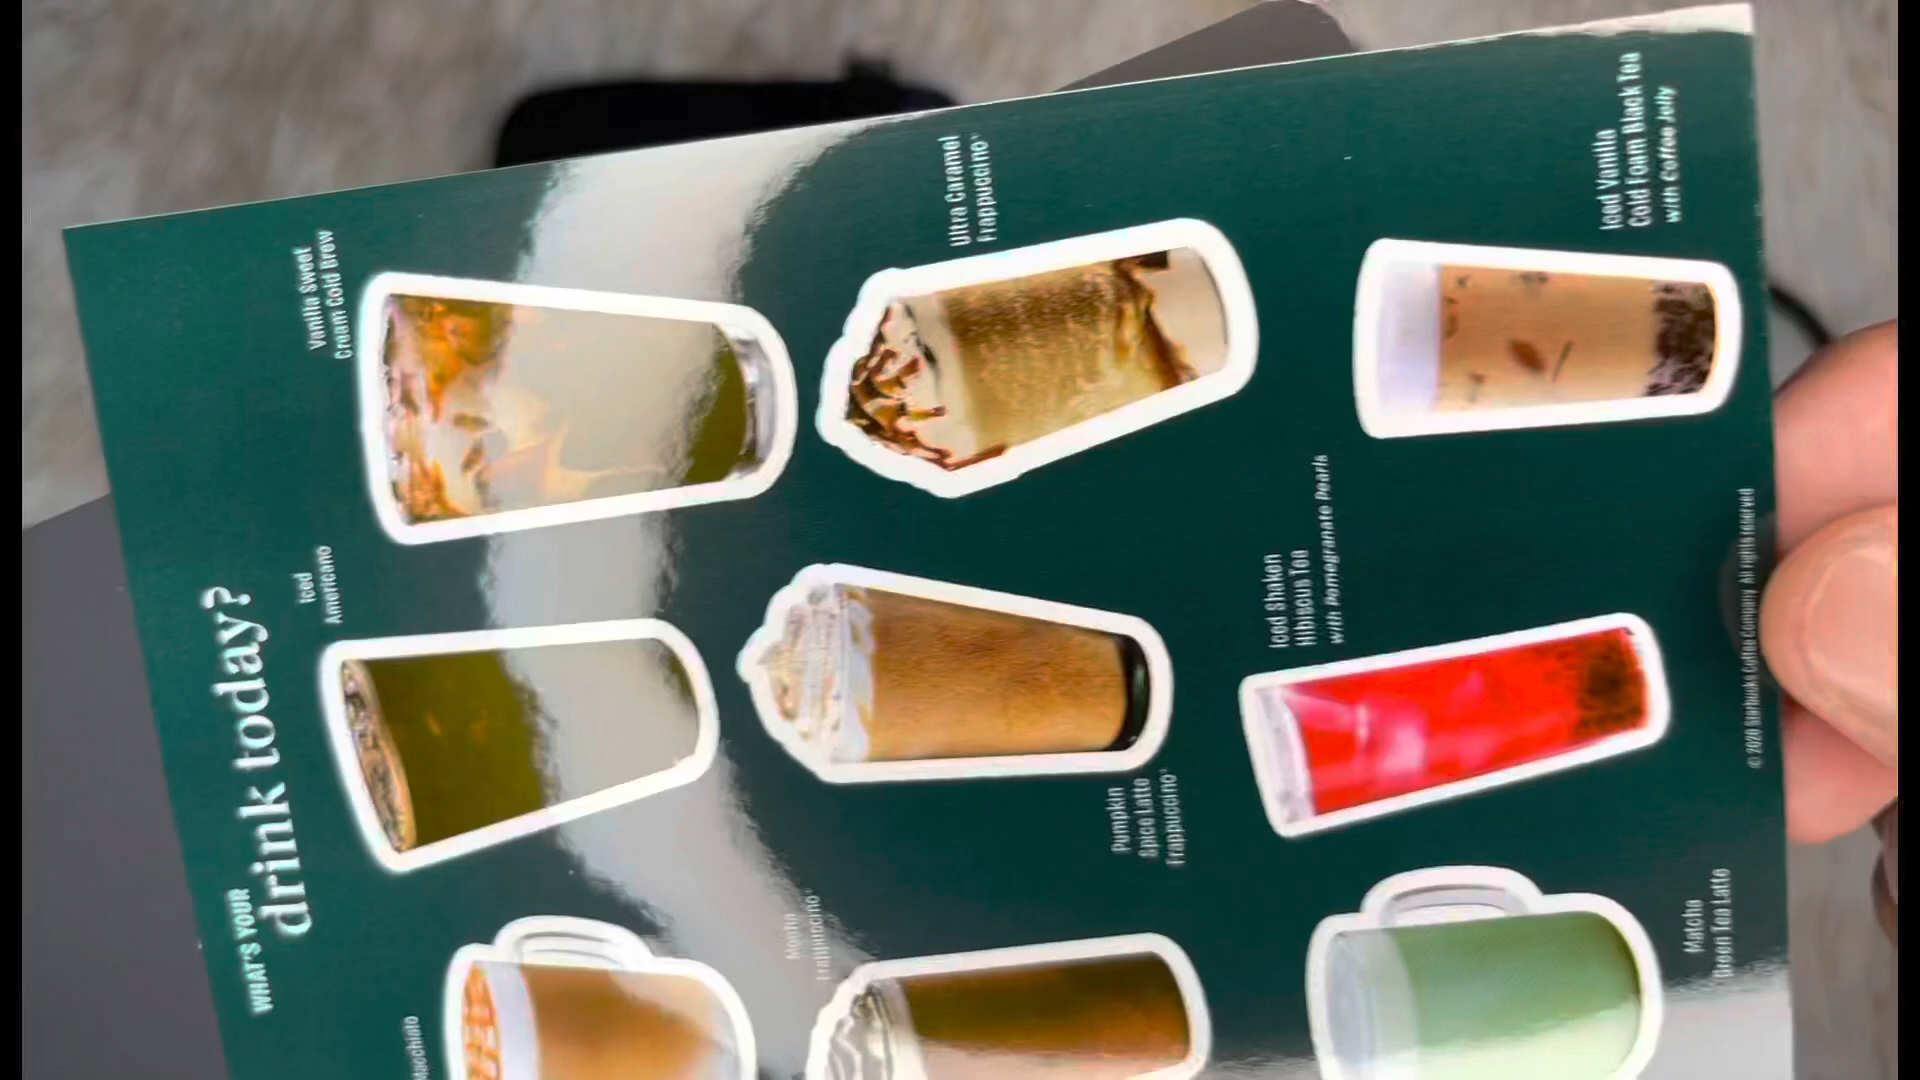 WHAT'S YOUR
drink today?
Vanilla Sweet
Cream Cold Brew
Iced
Americano
Macchiato
Ultra Caramel
Frappuccino
Pumpkin
Spice Latte
Frappuccino
Mocha
Frappuccino
Iced Vanilla
Cold Foam Black Tea
with Coffee Jelly
Iced Shaken
Hibiscus Tea
with Pomegranate Pearls
Matcha
Green Tea Latte
© 2020 Starbucks Coffee Company. All rights reserved